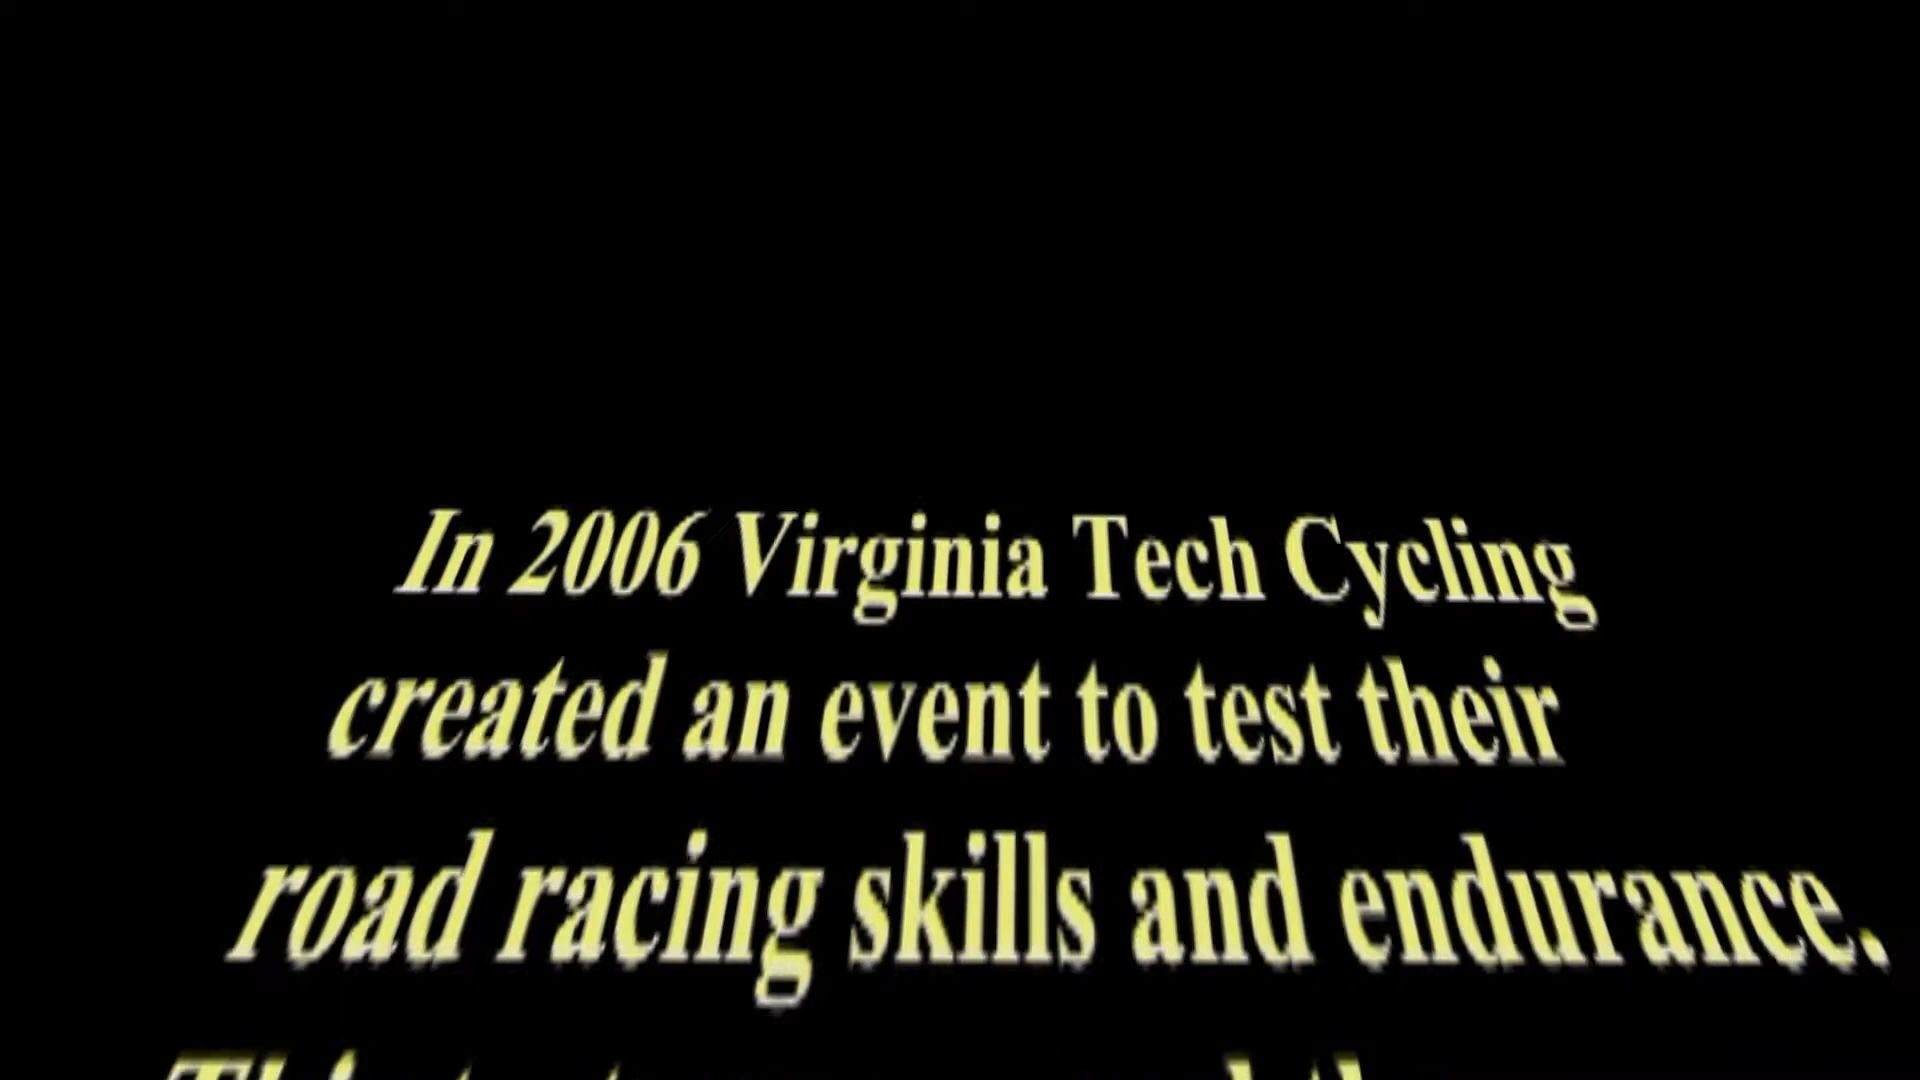 In 2006 Virginia Tech Cycling
created an event to test their
road racing skills and endurance.